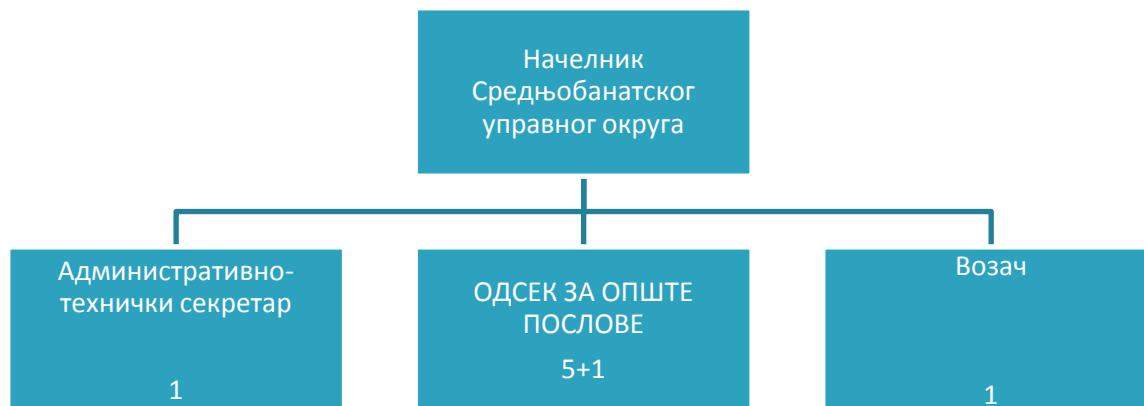 Начелник
Средњобанатског
управног округа
Административно-
технички секретар
1
ОДСЕК ЗА ОПШТЕ
ПОСЛОВЕ
5+1
Возач
1